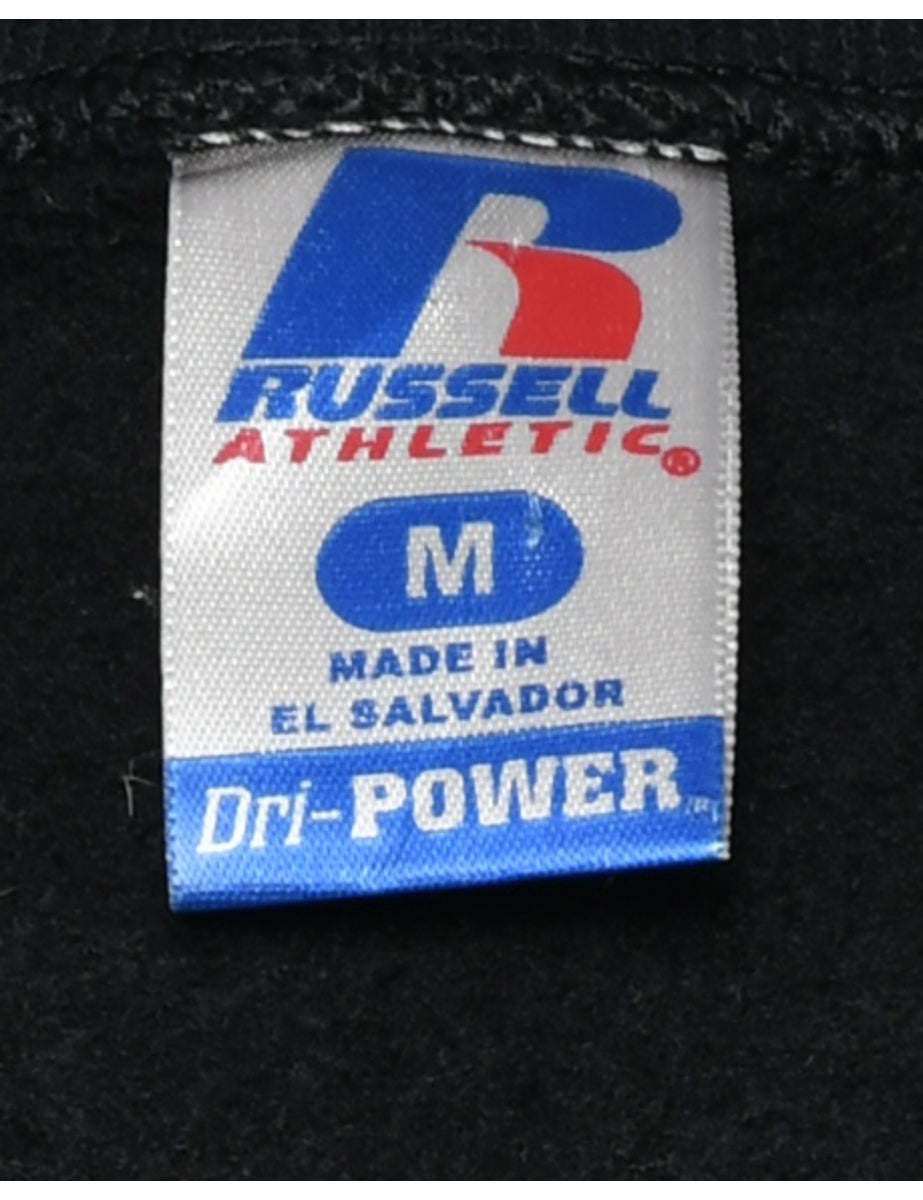 R
RUSSELL
ATHLETIC®
M
MADE IN
EL SALVADOR
Dri-POWER